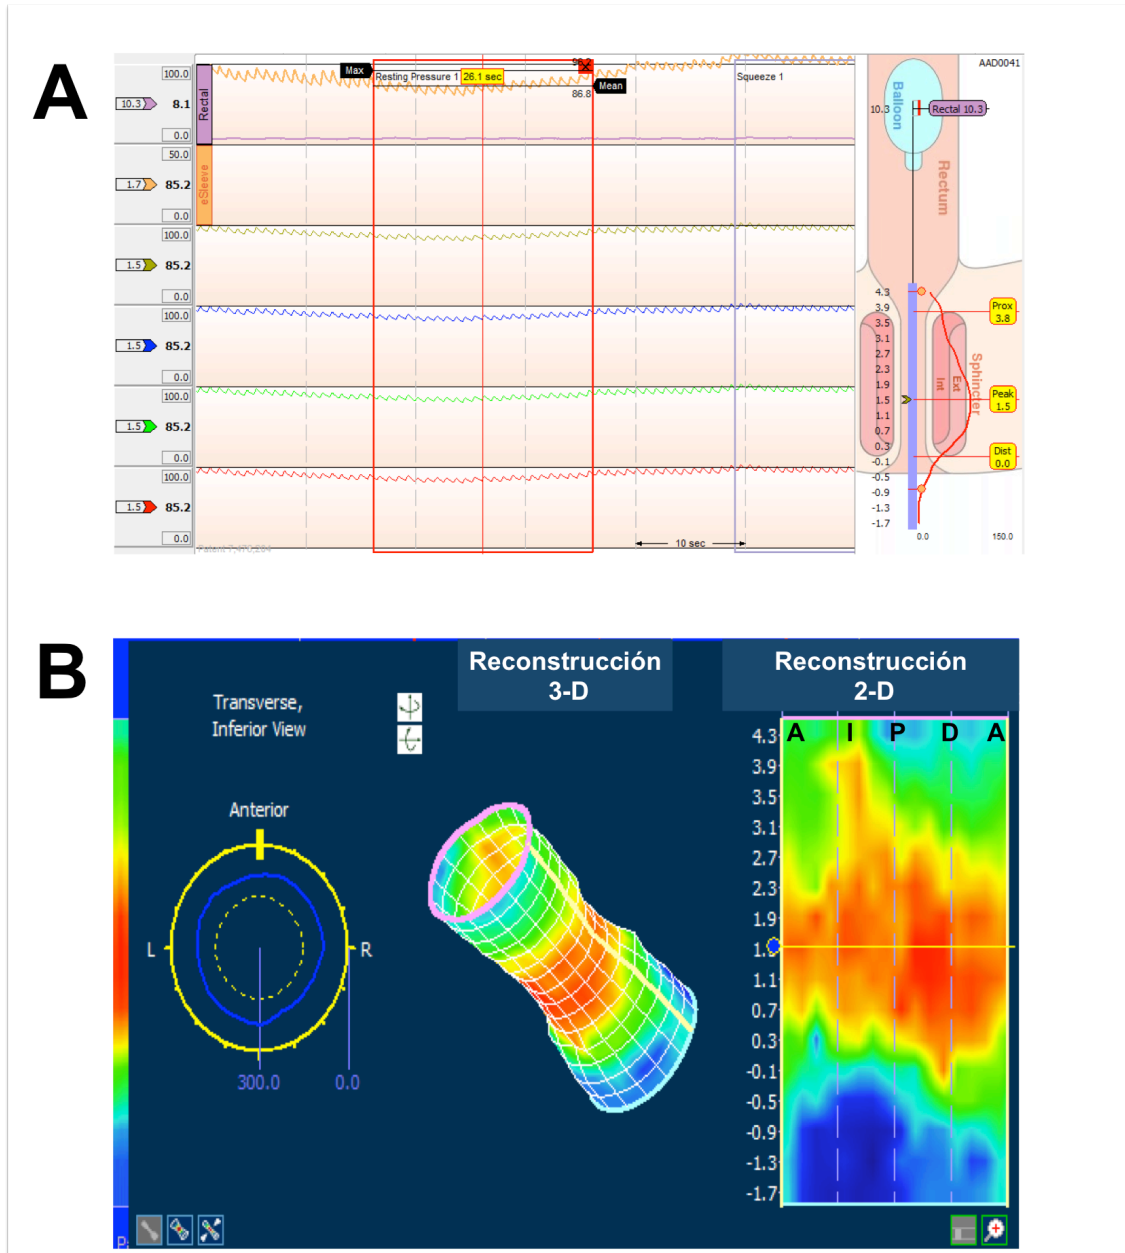 A
100.0
10.3
8.1
0.0
Rectal
50.0
1.7
85.2
0.0
eSleeve
100.0
1.5
85.2
0.0
100.0
1.5
85.2
0.0
100.0
1.5
85.2
0.0
100.0
1.5
85.2
0.0
Max
Resting Pressure 1
26.1 sec
86.8
Mean
Squeeze 1
10 sec
AAD0041
10.3
Balloon
Rectal 10.3
Rectum
4.3
3.9
3.5
3.1
2.7
2.3
1.9
1.5
1.1
0.7
0.3
-0.1
-0.5
-0.9
-1.3
-1.7
Int
Ext
Sphincter
Prox
3.8
Peak
1.5
Dist
0.0
0.0
150.0
B
Transverse,
Inferior View
Anterior
L
R
300.0
0.0
Reconstrucción
3-D
Reconstrucción
2-D
A I P D A
4.3
3.9
3.5
3.1
2.7
2.3
1.9
1.1
0.7
0.3
-0.1
-0.5
-0.9
-1.3
-1.7